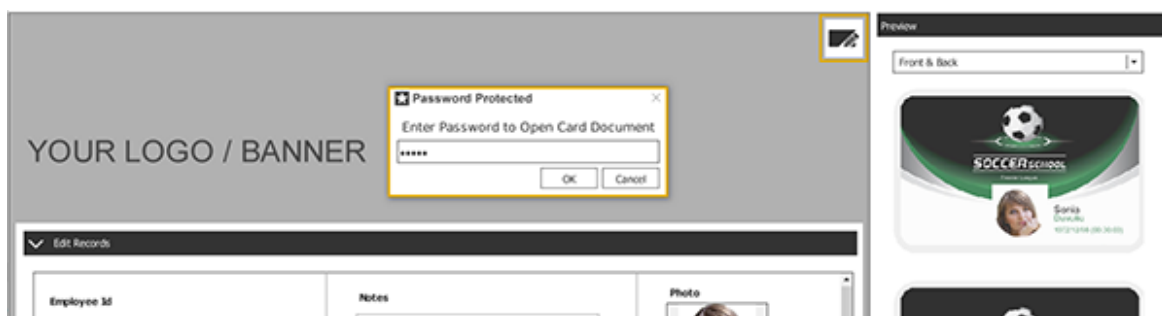 Preview
Front & Back
Password Protected
Enter Password to Open Card Document
•••••
OK Cancel
YOUR LOGO / BANNER
SOCCER SCHOOL
Sonia
Edit Records
Employee Id
Notes
Photo